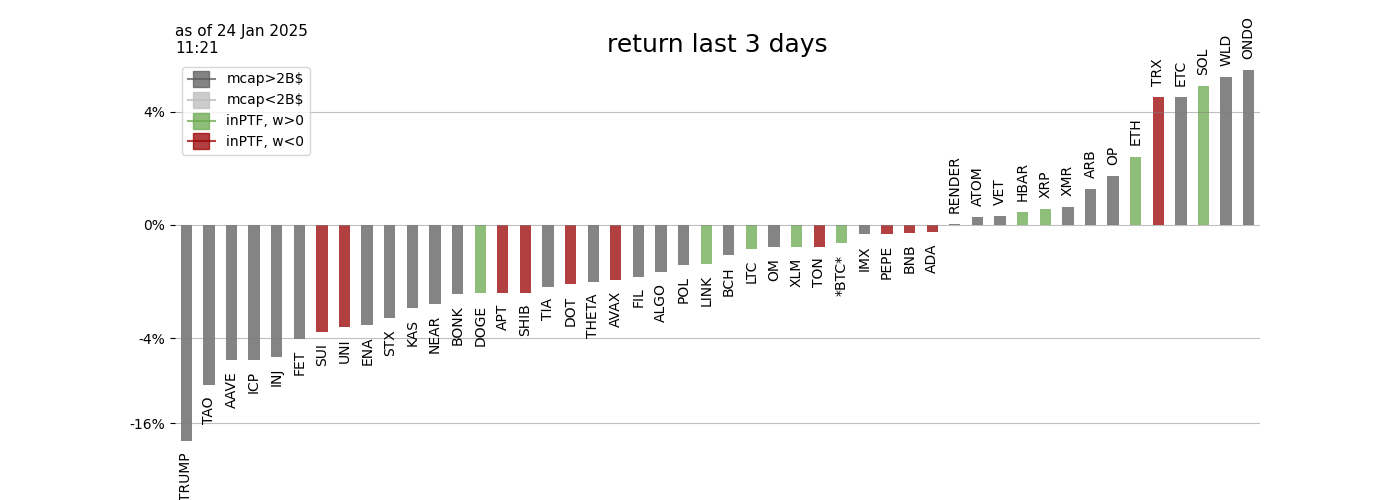 as of 24 Jan 2025
11:21
return last 3 days
mcap>2B$
mcap<2B$
inPTF, w>0
inPTF, w<0
4%
0%
-4%
-16%
TRUMP
TAO
AAVE
ICP
INJ
FET
SUI
UNI
ENA
STX
KAS
NEAR
BONK
DOGE
APT
SHIB
TIA
DOT
THETA
AVAX
FIL
ALGO
POL
LINK
BCH
LTC
OM
XLM
TON
*BTC*
IMX
PEPE
BNB
ADA
RENDER
ATOM
VET
HBAR
XRP
XMR
ARB
OP
ETH
TRX
ETC
SOL
WLD
ONDO